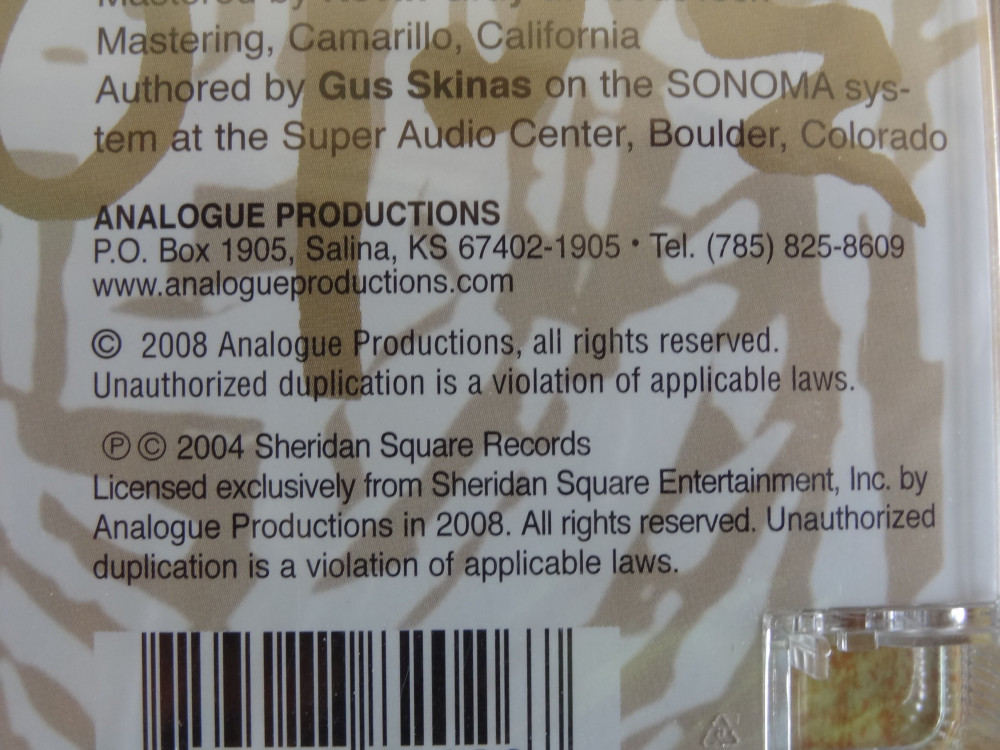 Mastered by
Mastering, Camarillo, California
Authored by Gus Skinas on the SONOMA sys-
tem at the Super Audio Center, Boulder, Colorado
ANALOGUE PRODUCTIONS
P.O. Box 1905, Salina, KS 67402-1905 • Tel. (785) 825-8609
www.analogueproductions.com
© 2008 Analogue Productions, all rights reserved.
Unauthorized duplication is a violation of applicable laws.
℗ © 2004 Sheridan Square Records
Licensed exclusively from Sheridan Square Entertainment, Inc. by
Analogue Productions in 2008. All rights reserved. Unauthorized
duplication is a violation of applicable laws.